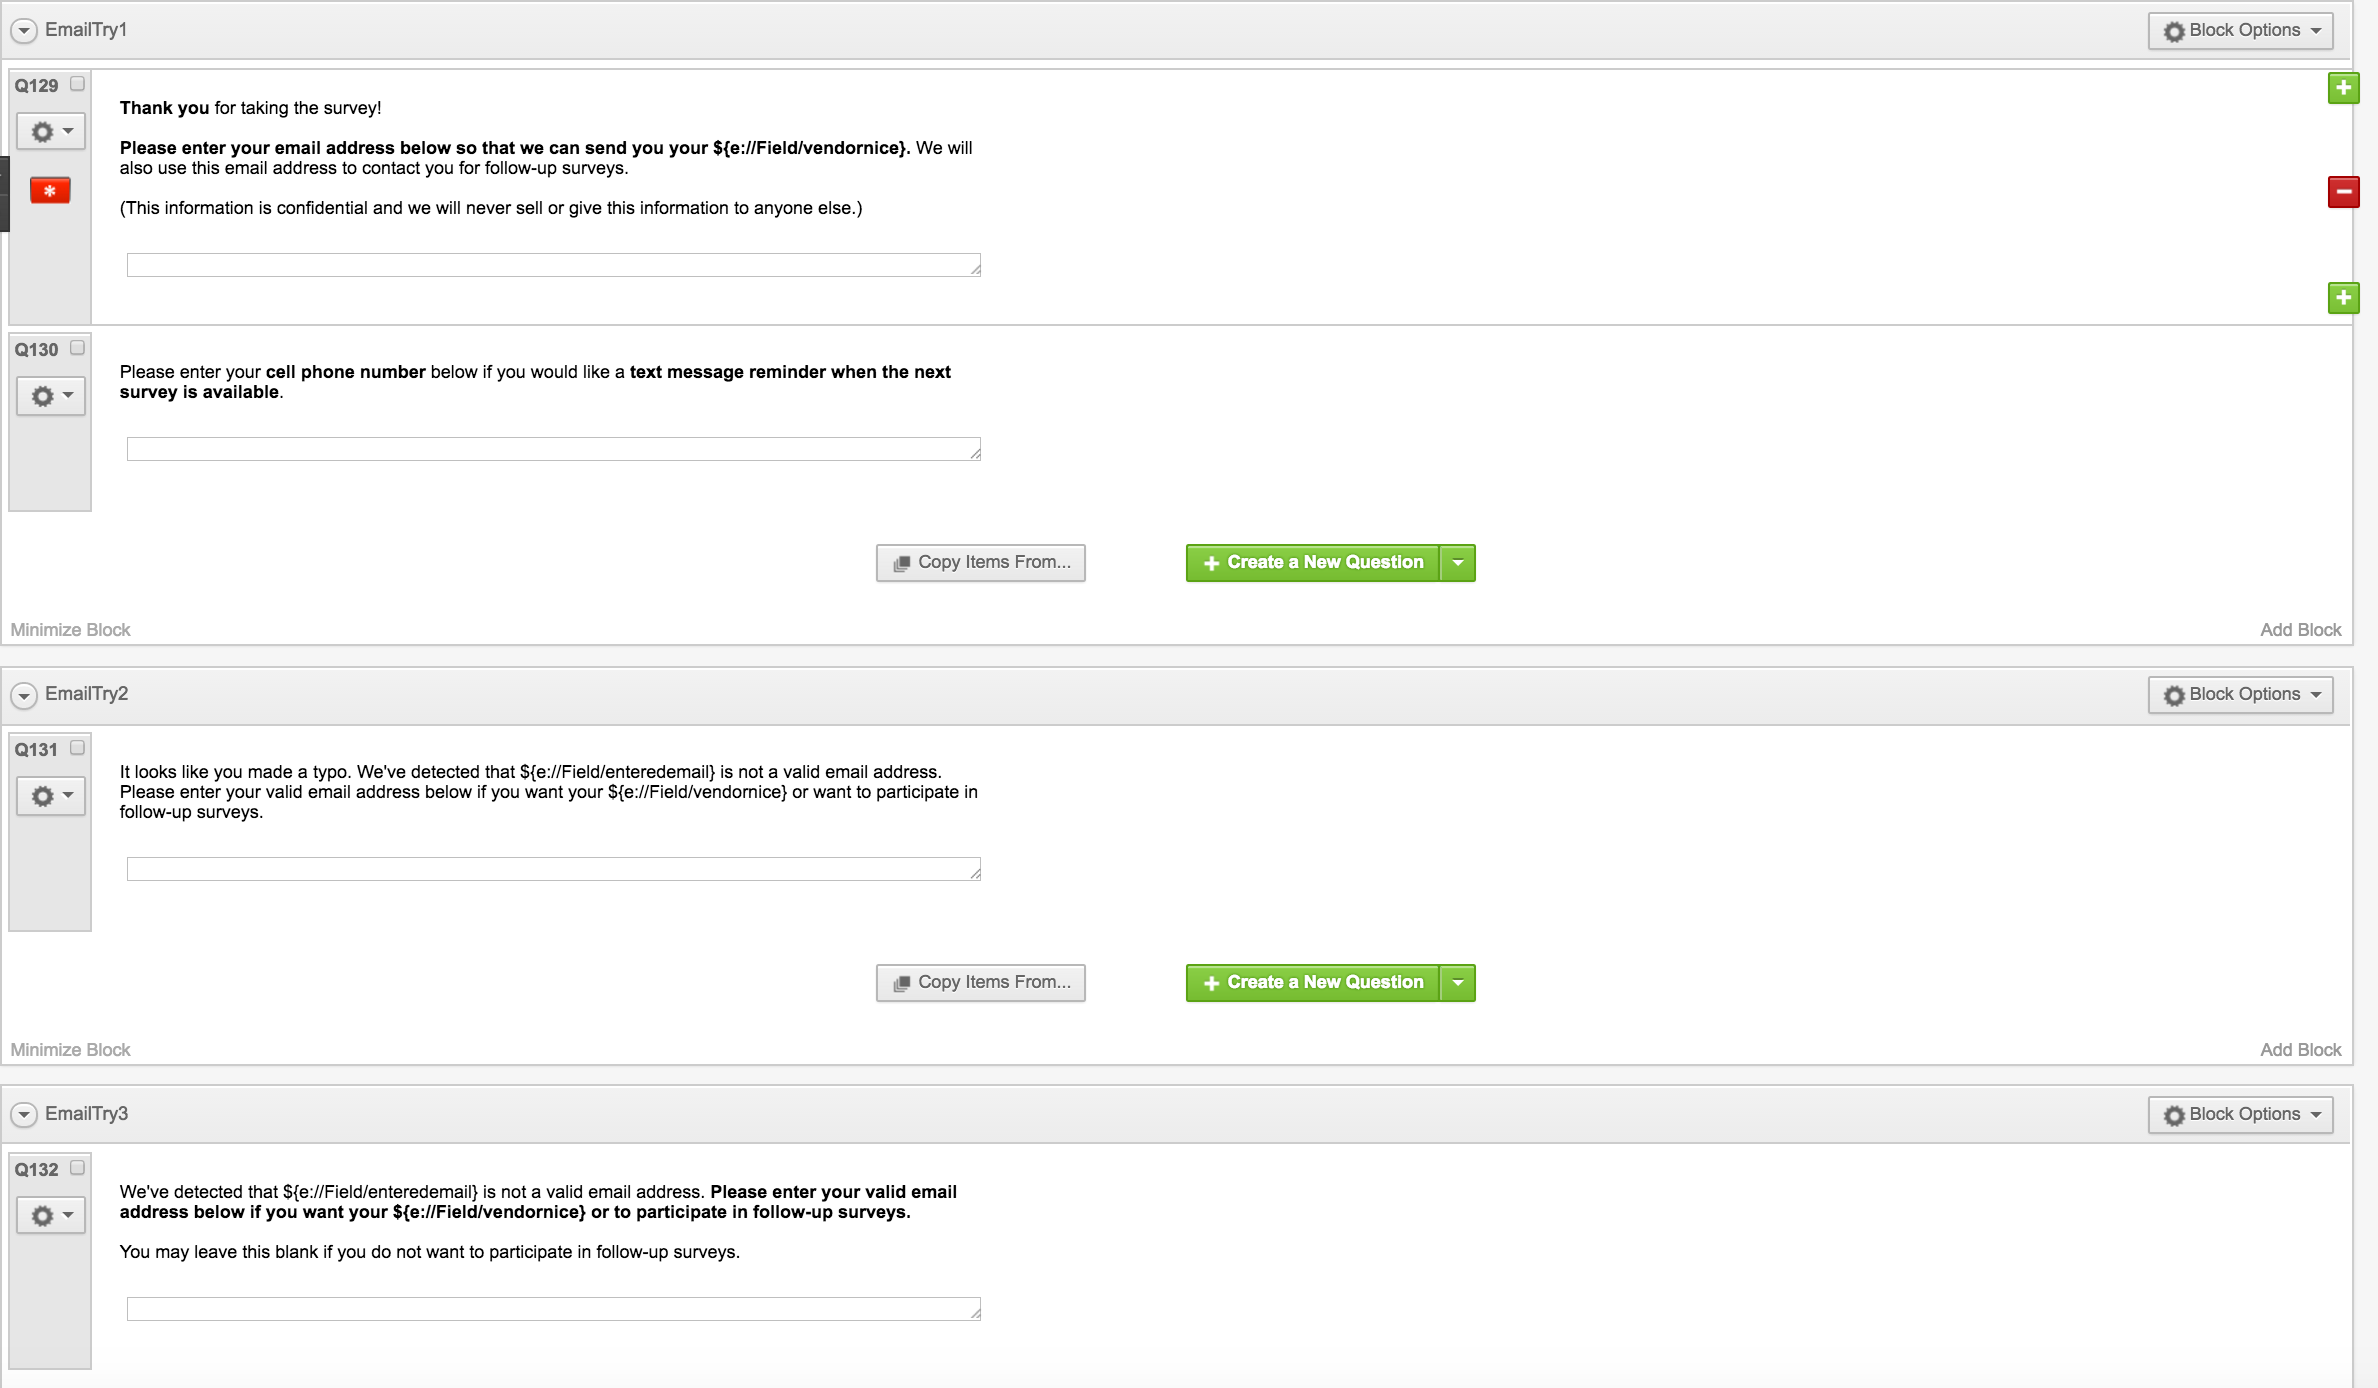 EmailTry1
Block Options
Q129
Thank you for taking the survey!
Please enter your email address below so that we can send you your ${e://Field/vendornice}. We will
also use this email address to contact you for follow-up surveys.
(This information is confidential and we will never sell or give this information to anyone else.)
Q130
Please enter your cell phone number below if you would like a text message reminder when the next
survey is available.
Copy Items From...
Create a New Question
Minimize Block
Add Block
EmailTry2
Block Options
Q131
It looks like you made a typo. We've detected that ${e://Field/enteredemail} is not a valid email address.
Please enter your valid email address below if you want your ${e://Field/vendornice} or want to participate in
follow-up surveys.
Copy Items From...
Create a New Question
Minimize Block
Add Block
EmailTry3
Block Options
Q132
We've detected that ${e://Field/enteredemail} is not a valid email address. Please enter your valid email
address below if you want your ${e://Field/vendornice} or to participate in follow-up surveys.
You may leave this blank if you do not want to participate in follow-up surveys.